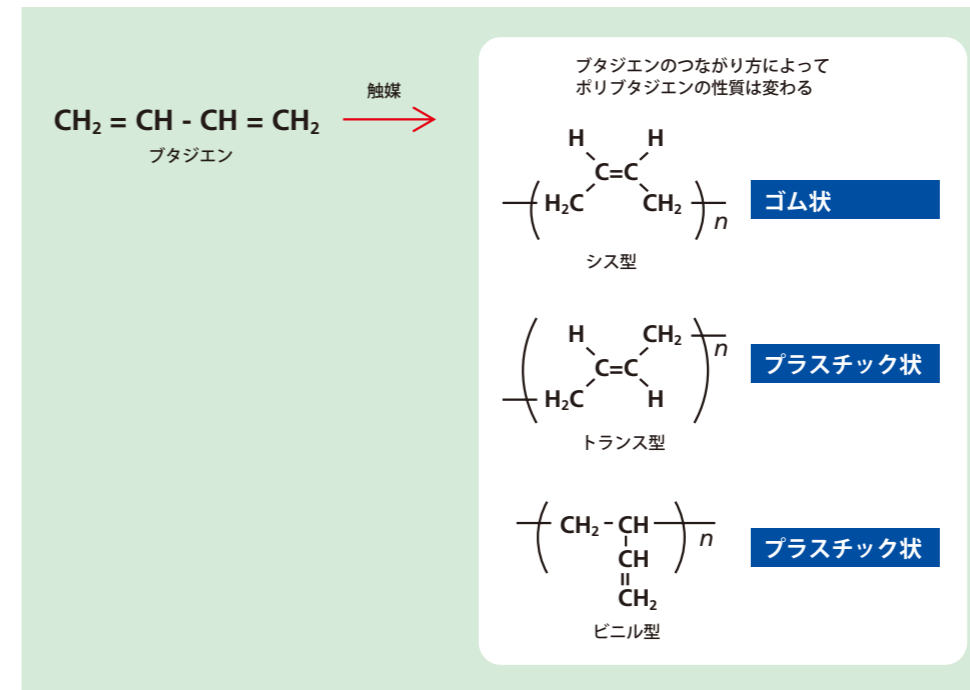 CH₂ = CH - CH = CH₂
ブタジエン
触媒
ブタジエンのつながり方によって
ポリブタジエンの性質は変わる
H H
C=C
H₂C CH₂ n
シス型
ゴム状
H CH₂ n
C=C
H₂C H
トランス型
プラスチック状
CH₂ - CH n
CH
=
CH₂
ビニル型
プラスチック状